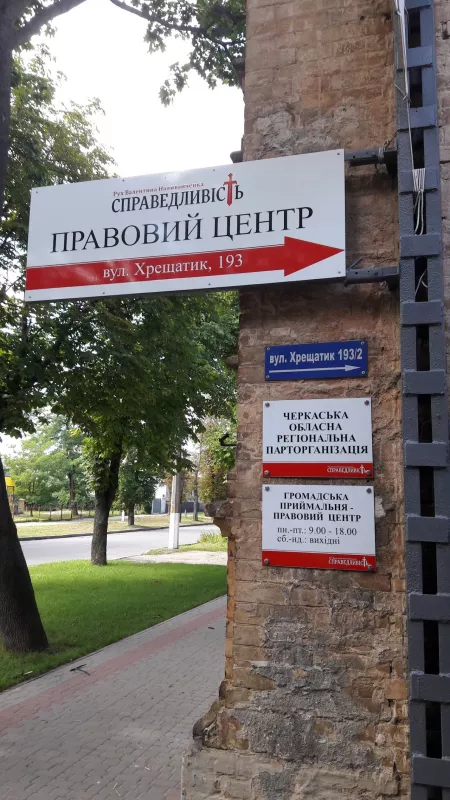 Рух Валентина Наливайченка
СПРАВЕДЛИВІСТЬ
ПРАВОВИЙ ЦЕНТР
вул. Хрещатик, 193
вул. Хрещатик 193/2
ЧЕРКАСЬКА
ОБЛАСНА
РЕГІОНАЛЬНА
ПАРТОРГАНІЗАЦІЯ
СПРАВЕДЛИВІСТЬ
ГРОМАДСЬКА
ПРИЙМАЛЬНЯ -
ПРАВОВИЙ ЦЕНТР
пн.-пт.: 9.00 - 18.00
сб.-нд.: вихідні
СПРАВЕДЛИВІСТЬ